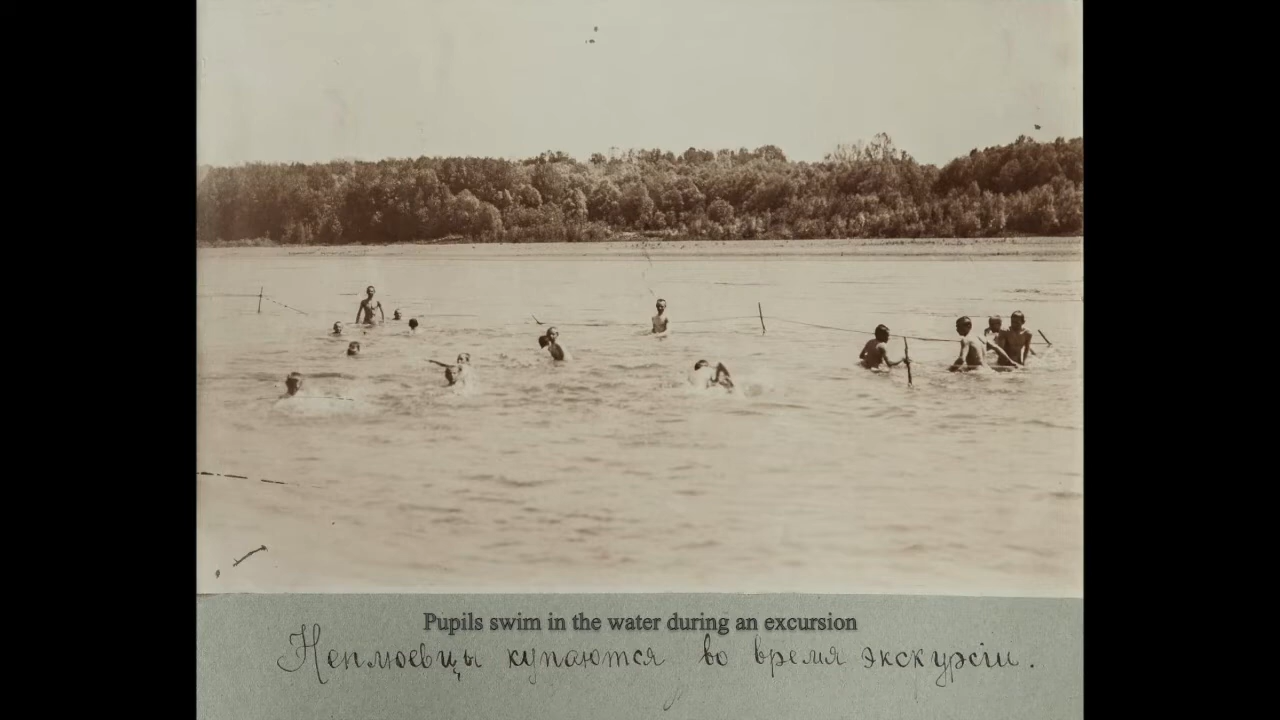 Pupils swim in the water during an excursion
Неплюевцы купаются во время экскурсіи.